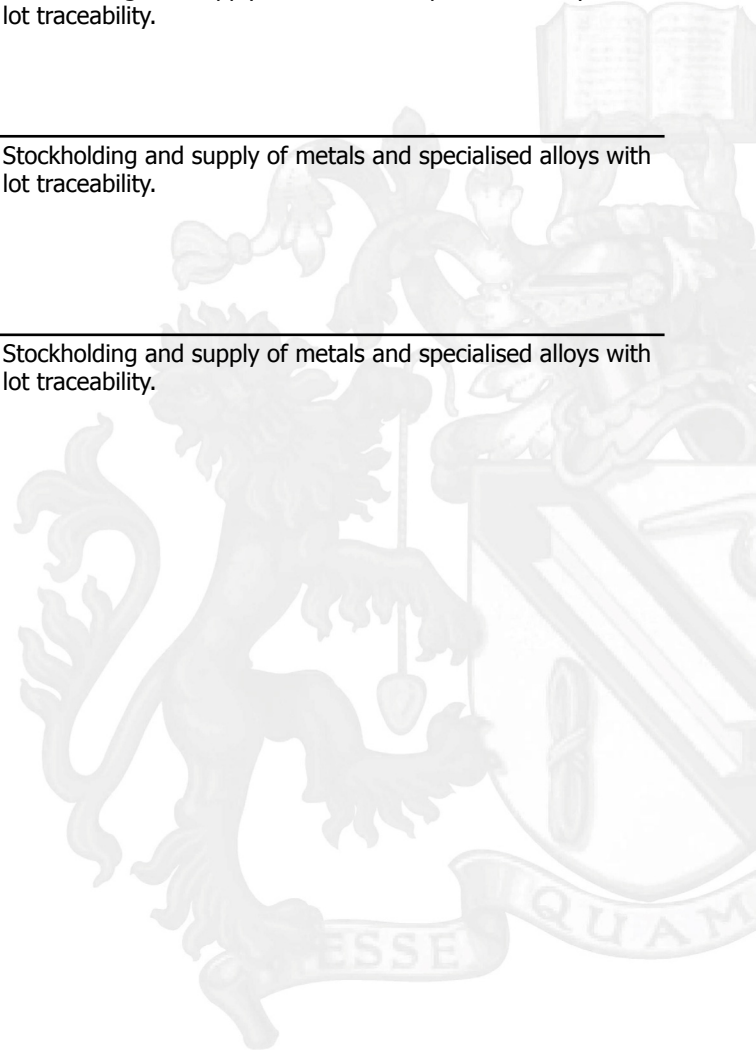 lot traceability.
Stockholding and supply of metals and specialised alloys with
lot traceability.
Stockholding and supply of metals and specialised alloys with
lot traceability.
ESSE
QUAM